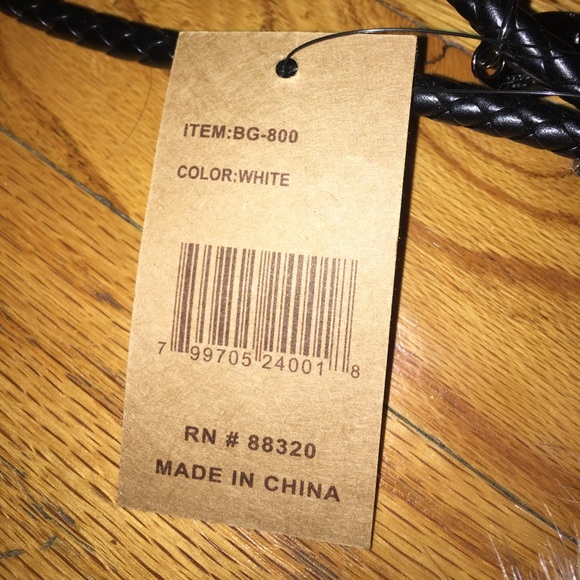 ITEM:BG-800
COLOR:WHITE
7 99705 24001 8
RN # 88320
MADE IN CHINA